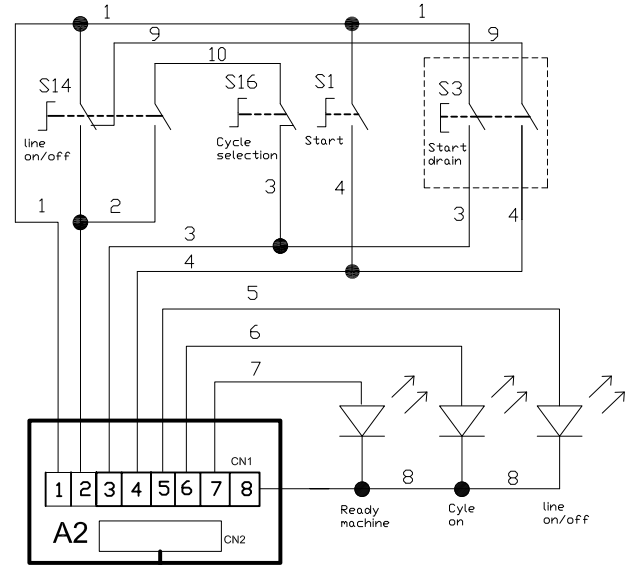 1 1
9 9
10
S14 S16 S1 S3
line
on/off
Cycle
selection
Start
Start
drain
1 2 3 4 3 4
3
4
5
6
7
CN1
1 2 3 4 5 6 7 8
8 8
A2
CN2
Ready
machine
Cyle
on
line
on/off